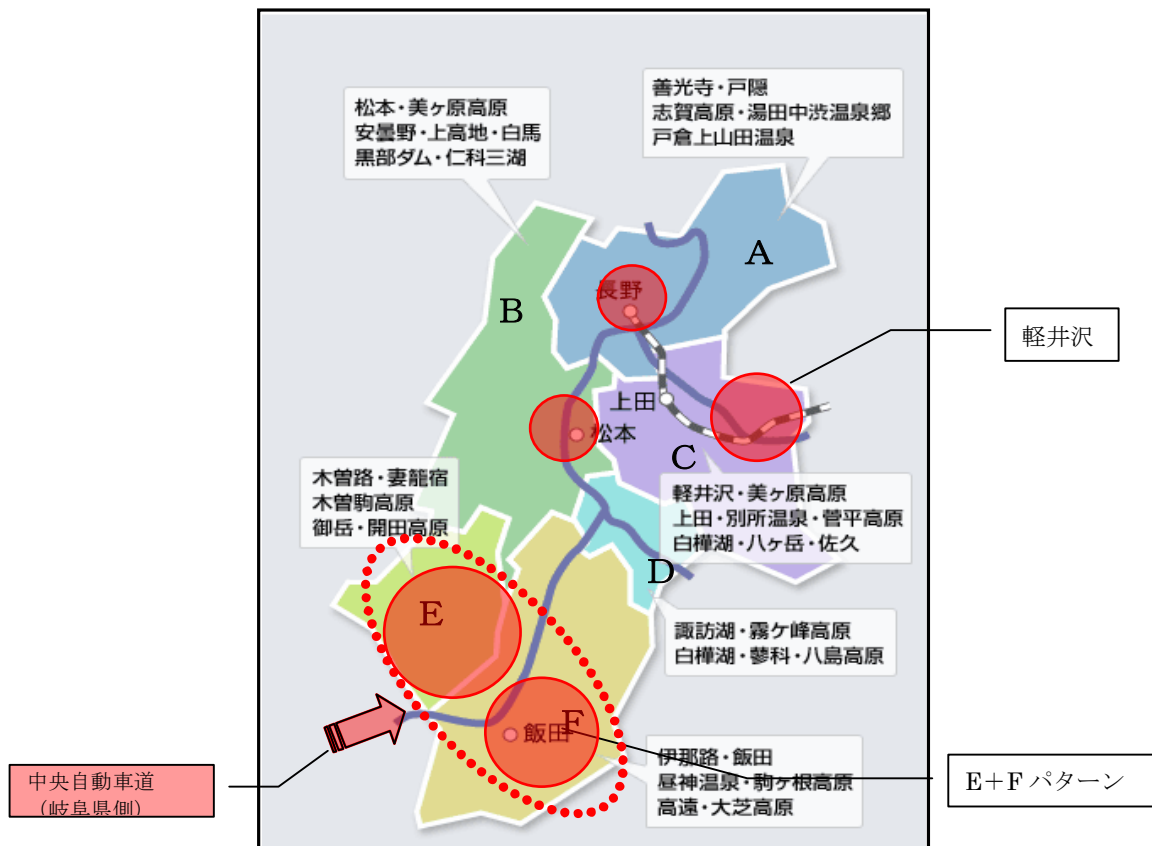 善光寺・戸隠
志賀高原・湯田中渋温泉郷
戸倉上山田温泉
松本・美ヶ原高原
安曇野・上高地・白馬
黒部ダム・仁科三湖
A
長野
B
軽井沢
上田
松本
C
木曽路・妻籠宿
木曽駒高原
御岳・開田高原
軽井沢・美ヶ原高原
上田・別所温泉・菅平高原
白樺湖・八ヶ岳・佐久
D
E
諏訪湖・霧ケ峰高原
白樺湖・蓼科・八島高原
F
飯田
伊那路・飯田
昼神温泉・駒ヶ根高原
高遠・大芝高原
中央自動車道
（岐阜県側）
E+Fパターン